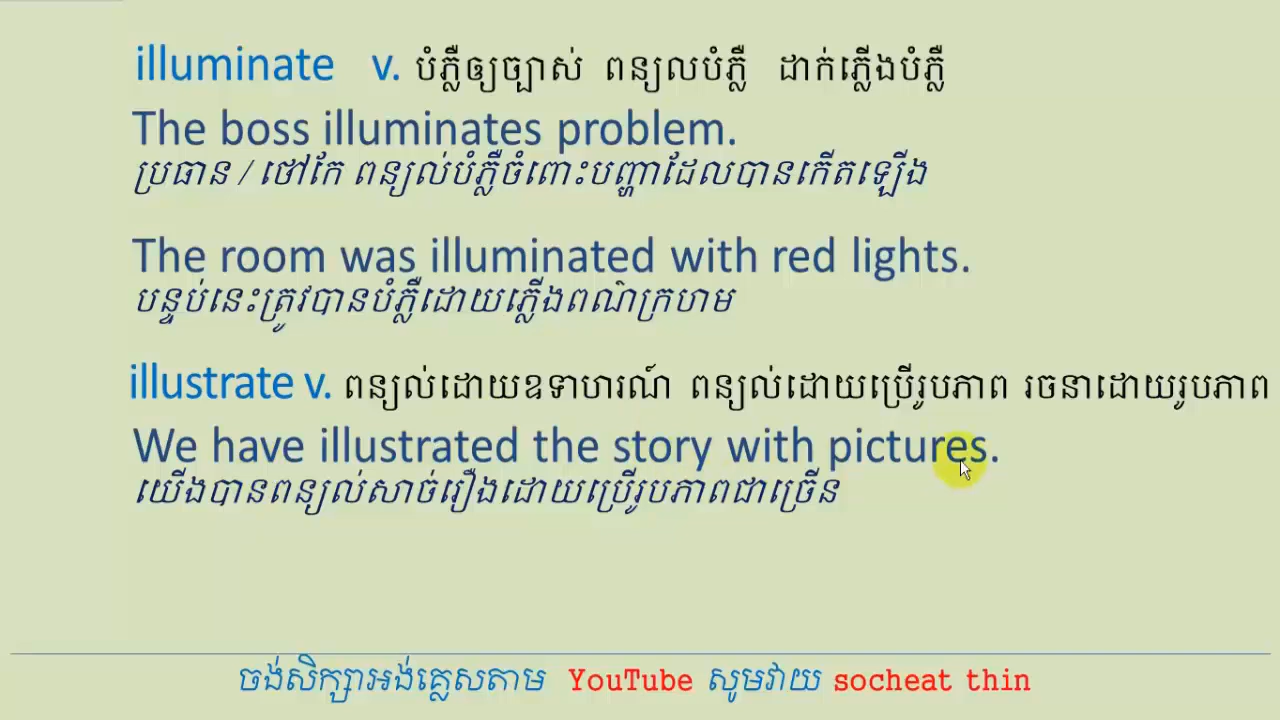 illuminate v. បំភ្លឺឲ្យច្បាស់ ពន្យលបំភ្លឺ ដាក់ភ្លើងបំភ្លឺ
The boss illuminates problem.
ប្រធាន / ថៅកែ ពន្យល់បំភ្លឺចំពោះបញ្ហាដែលបានកើតឡើង
The room was illuminated with red lights.
បន្ទប់នេះត្រូវបានបំភ្លឺដោយភ្លើងពណ៌ក្រហម
illustrate v. ពន្យល់ដោយឧទាហរណ៍ ពន្យល់ដោយប្រើរូបភាព រចនាដោយរូបភាព
We have illustrated the story with pictures.
យើងបានពន្យល់សាច់រឿងដោយប្រើរូបភាពជាច្រើន
ចង់សិក្សាអង់គ្លេសតាម YouTube សូមវាយ socheat thin